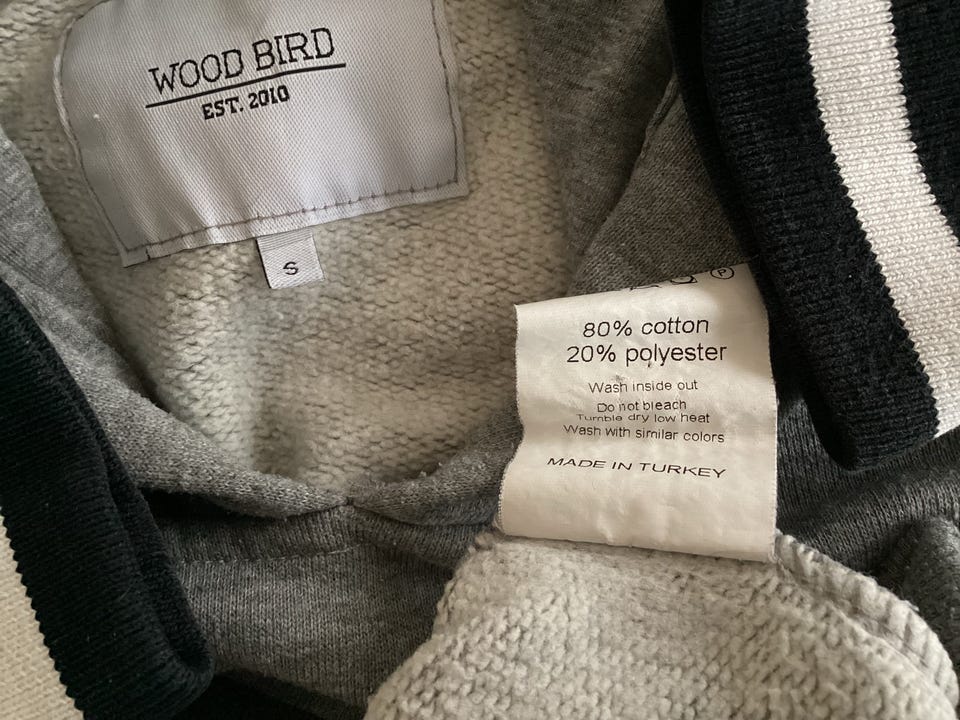 WOOD BIRD
EST. 2010
S
P
80% cotton
20% polyester
Wash inside out
Do not bleach
Tumble dry low heat
Wash with similar colors
MADE IN TURKEY